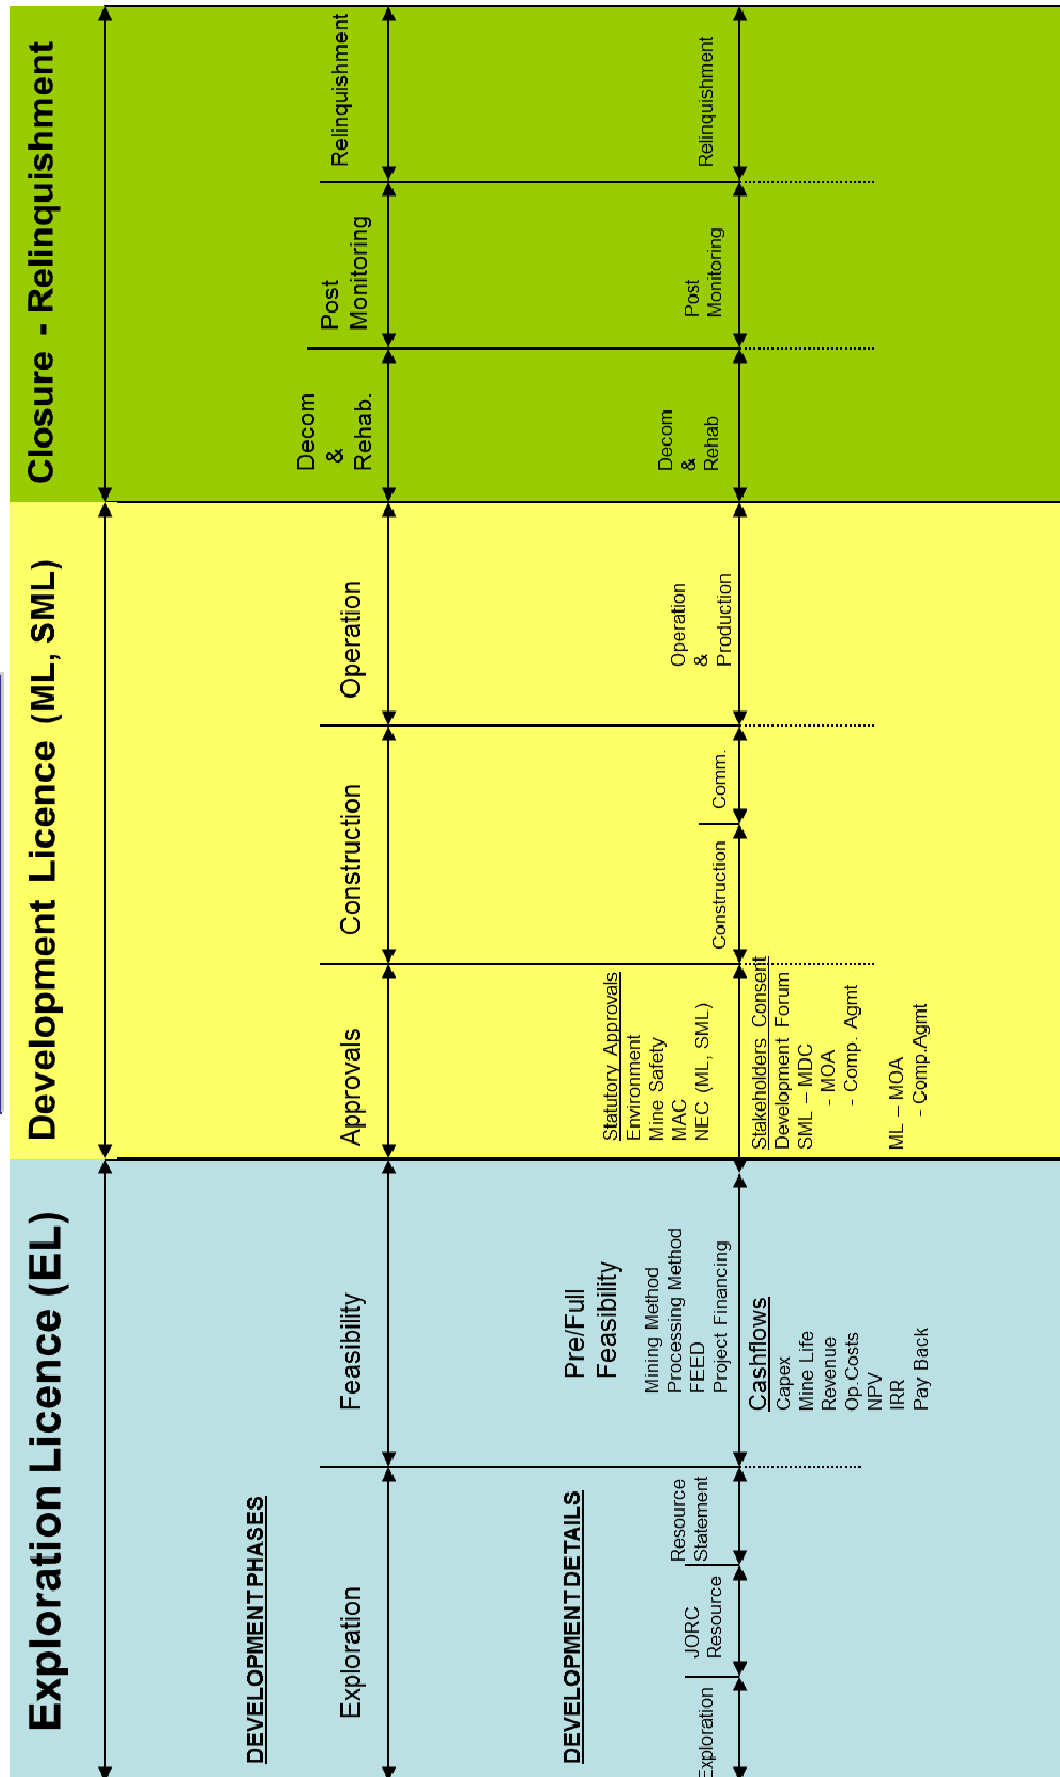 Exploration Licence (EL)
Development Licence (ML, SML)
Closure - Relinquishment
DEVELOPMENT PHASES
Exploration
Feasibility
Approvals
Construction
Operation
Decom
&
Rehab.
Post
Monitoring
Relinquishment
DEVELOPMENT DETAILS
Exploration
JORC
Resource
Resource
Statement
Pre/Full
Feasibility
Mining Method
Processing Method
FEED
Project Financing
Cashflows
Capex
Mine Life
Revenue
Op.Costs
NPV
IRR
Pay Back
Statutory Approvals
Environment
Mine Safety
MAC
NEC (ML, SML)
Stakeholders Consent
Development Forum
SML – MDC
- MOA
- Comp. Agmt
ML – MOA
- Comp.Agmt
Construction
Comm.
Operation
&
Production
Decom
&
Rehab
Post
Monitoring
Relinquishment